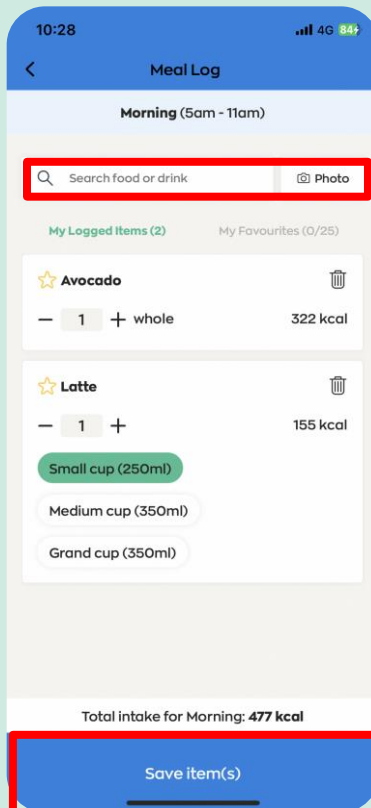 10:28 4G 84
Meal Log
Morning (5am - 11am)
Search food or drink Photo
My Logged Items (2) My Favourites (0/25)
Avocado
1 whole 322 kcal
Latte
1 155 kcal
Small cup (250ml)
Medium cup (350ml)
Grand cup (350ml)
Total intake for Morning: 477 kcal
Save item(s)